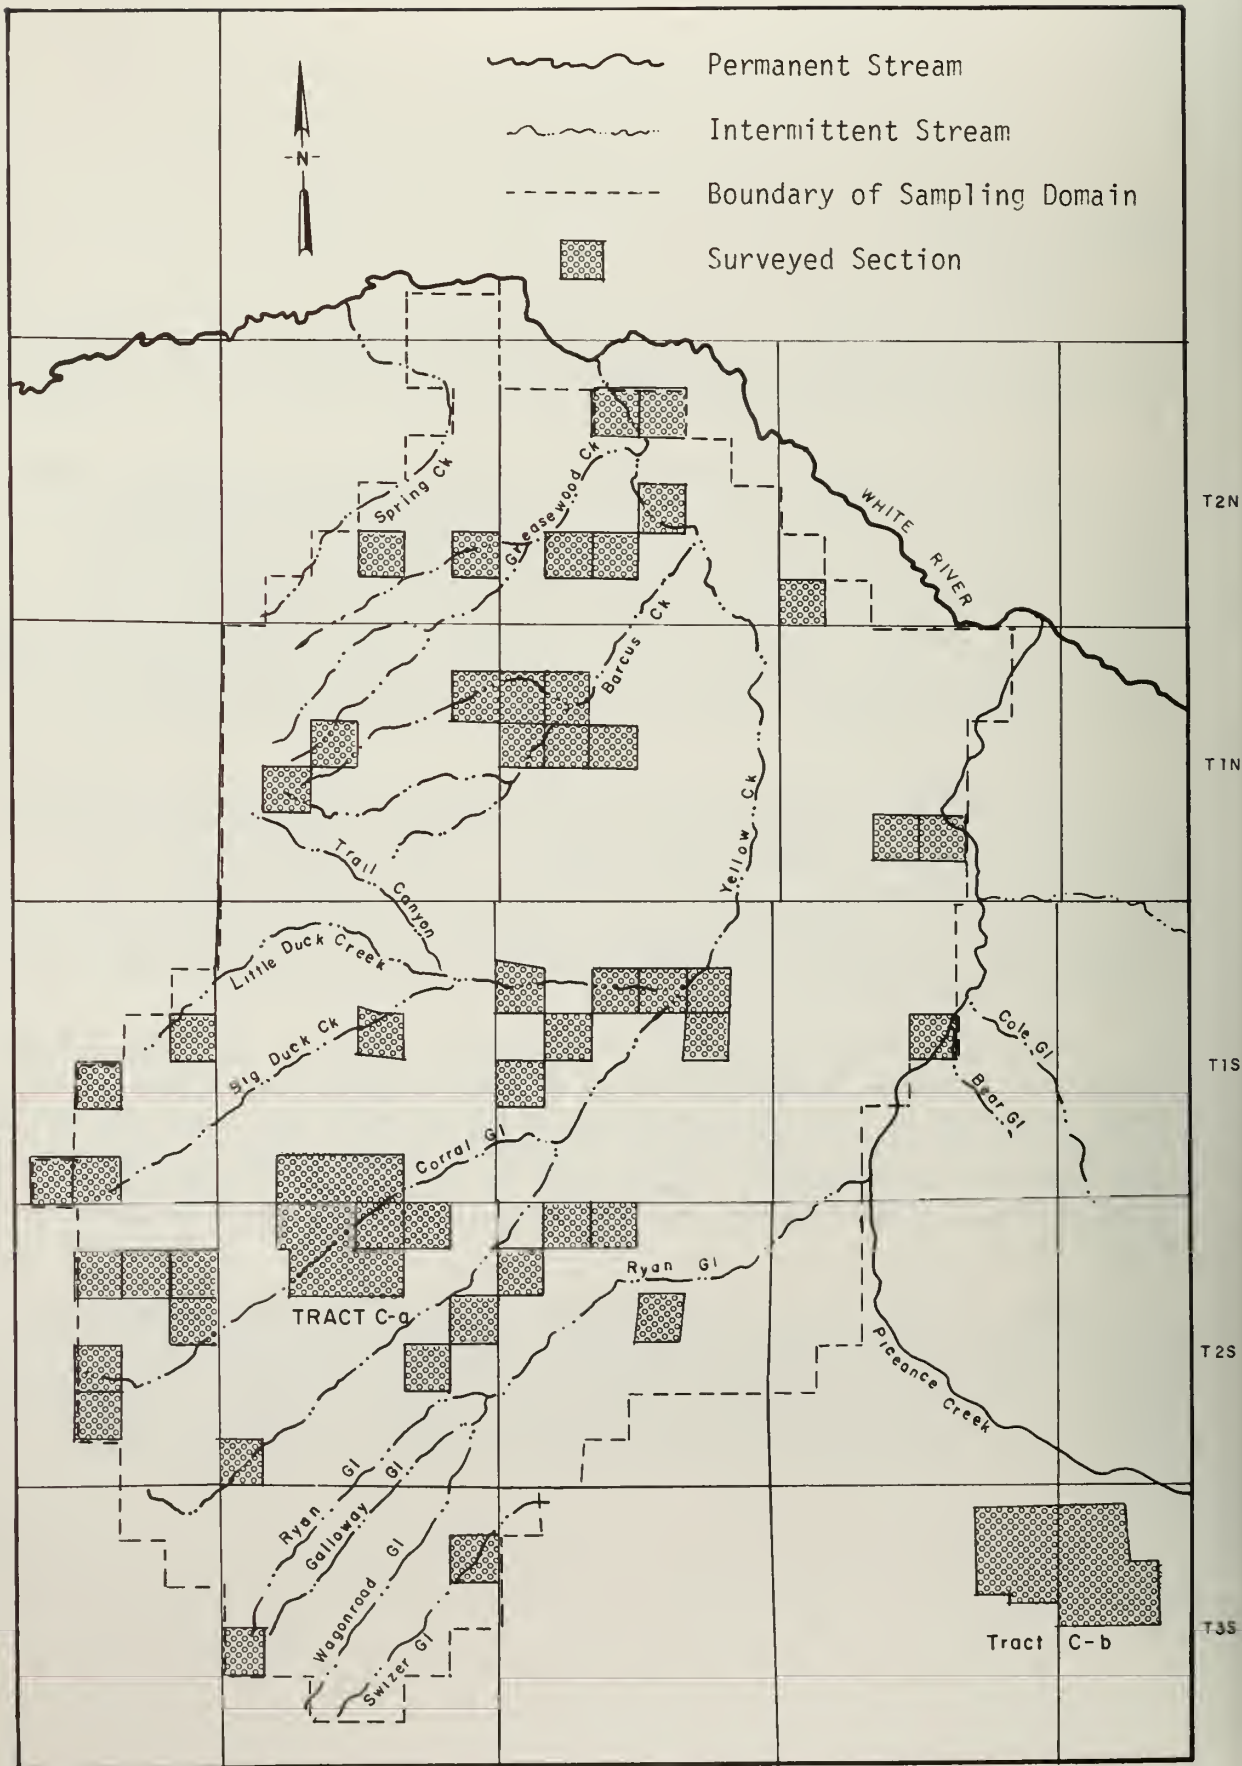 Permanent Stream
Intermittent Stream
-N-
Boundary of Sampling Domain
Surveyed Section
Spring Ck
Greasewood Ck
WHITE RIVER
T2N
Barcus Ck
Yellow Ck
T1N
Trail Canyon
Little Duck Creek
Big Duck Ck
Cole Gl
Bear Gl
T1S
Corral Gl
Ryan Gl
TRACT C-a
Piceance Creek
T2S
Ryan Gl
Galloway Gl
Wagonroad Gl
Swizer Gl
Tract C-b
T3S